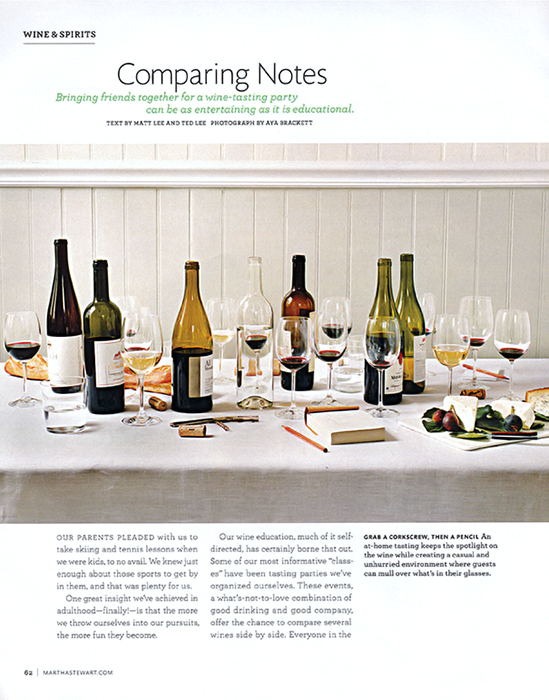 WINE & SPIRITS
Comparing Notes
Bringing friends together for a wine-tasting party
can be as entertaining as it is educational.
TEXT BY MATT LEE AND TED LEE PHOTOGRAPH BY AYA BRACKETT
OUR PARENTS PLEADED with us to
take skiing and tennis lessons when
we were kids, to no avail. We knew just
enough about those sports to get by
in them, and that was plenty for us.
One great insight we've achieved in
adulthood—finally!—is that the more
we throw ourselves into our pursuits,
the more fun they become.
Our wine education, much of it self-
directed, has certainly borne that out.
Some of our most informative "class-
es" have been tasting parties we've
organized ourselves. These events,
a what's-not-to-love combination of
good drinking and good company,
offer the chance to compare several
wines side by side. Everyone in the
GRAB A CORKSCREW, THEN A PENCIL An
at-home tasting keeps the spotlight on
the wine while creating a casual and
unhurried environment where guests
can mull over what's in their glasses.
62 | MARTHASTEWART.COM